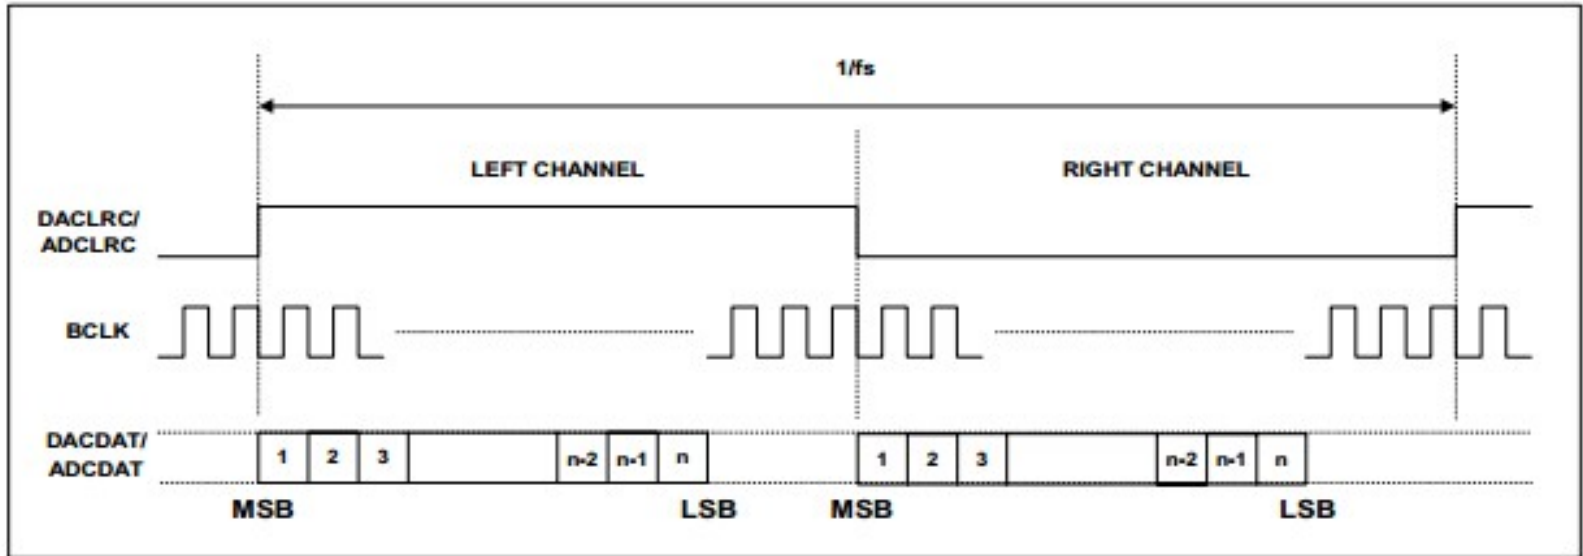 1/fs
LEFT CHANNEL RIGHT CHANNEL
DACLRC/
ADCLRC
BCLK
DACDAT/
ADCDAT
1 2 3 n-2 n-1 n 1 2 3 n-2 n-1 n
MSB LSB MSB LSB